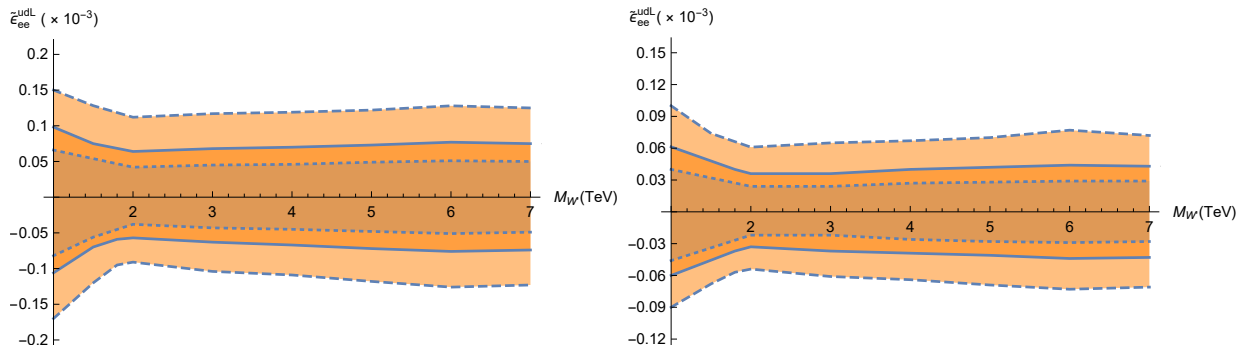 ε̃ee^udL ( × 10⁻³)
0.2
0.15
0.1
0.05
-0.05
-0.1
-0.15
-0.2
2 3 4 5 6 7
M_W'(TeV)
ε̃ee^udL ( × 10⁻³)
0.15
0.12
0.09
0.06
0.03
-0.03
-0.06
-0.09
-0.12
2 3 4 5 6 7
M_W'(TeV)